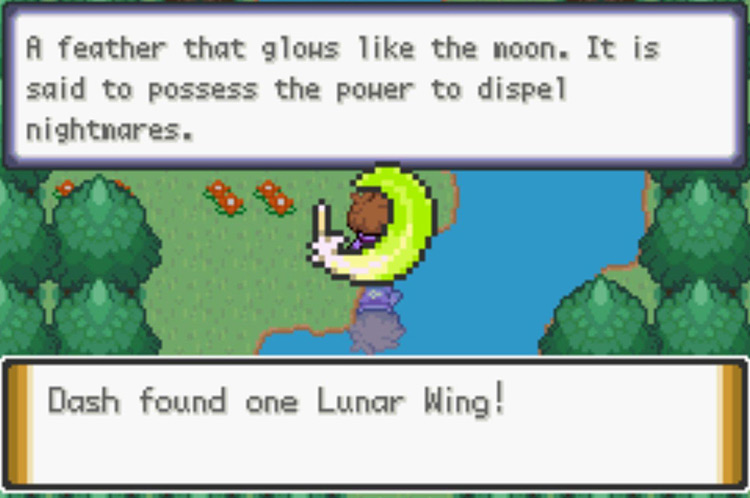 A feather that glows like the moon. It is
said to possess the power to dispel
nightmares.
Dash found one Lunar Wing!